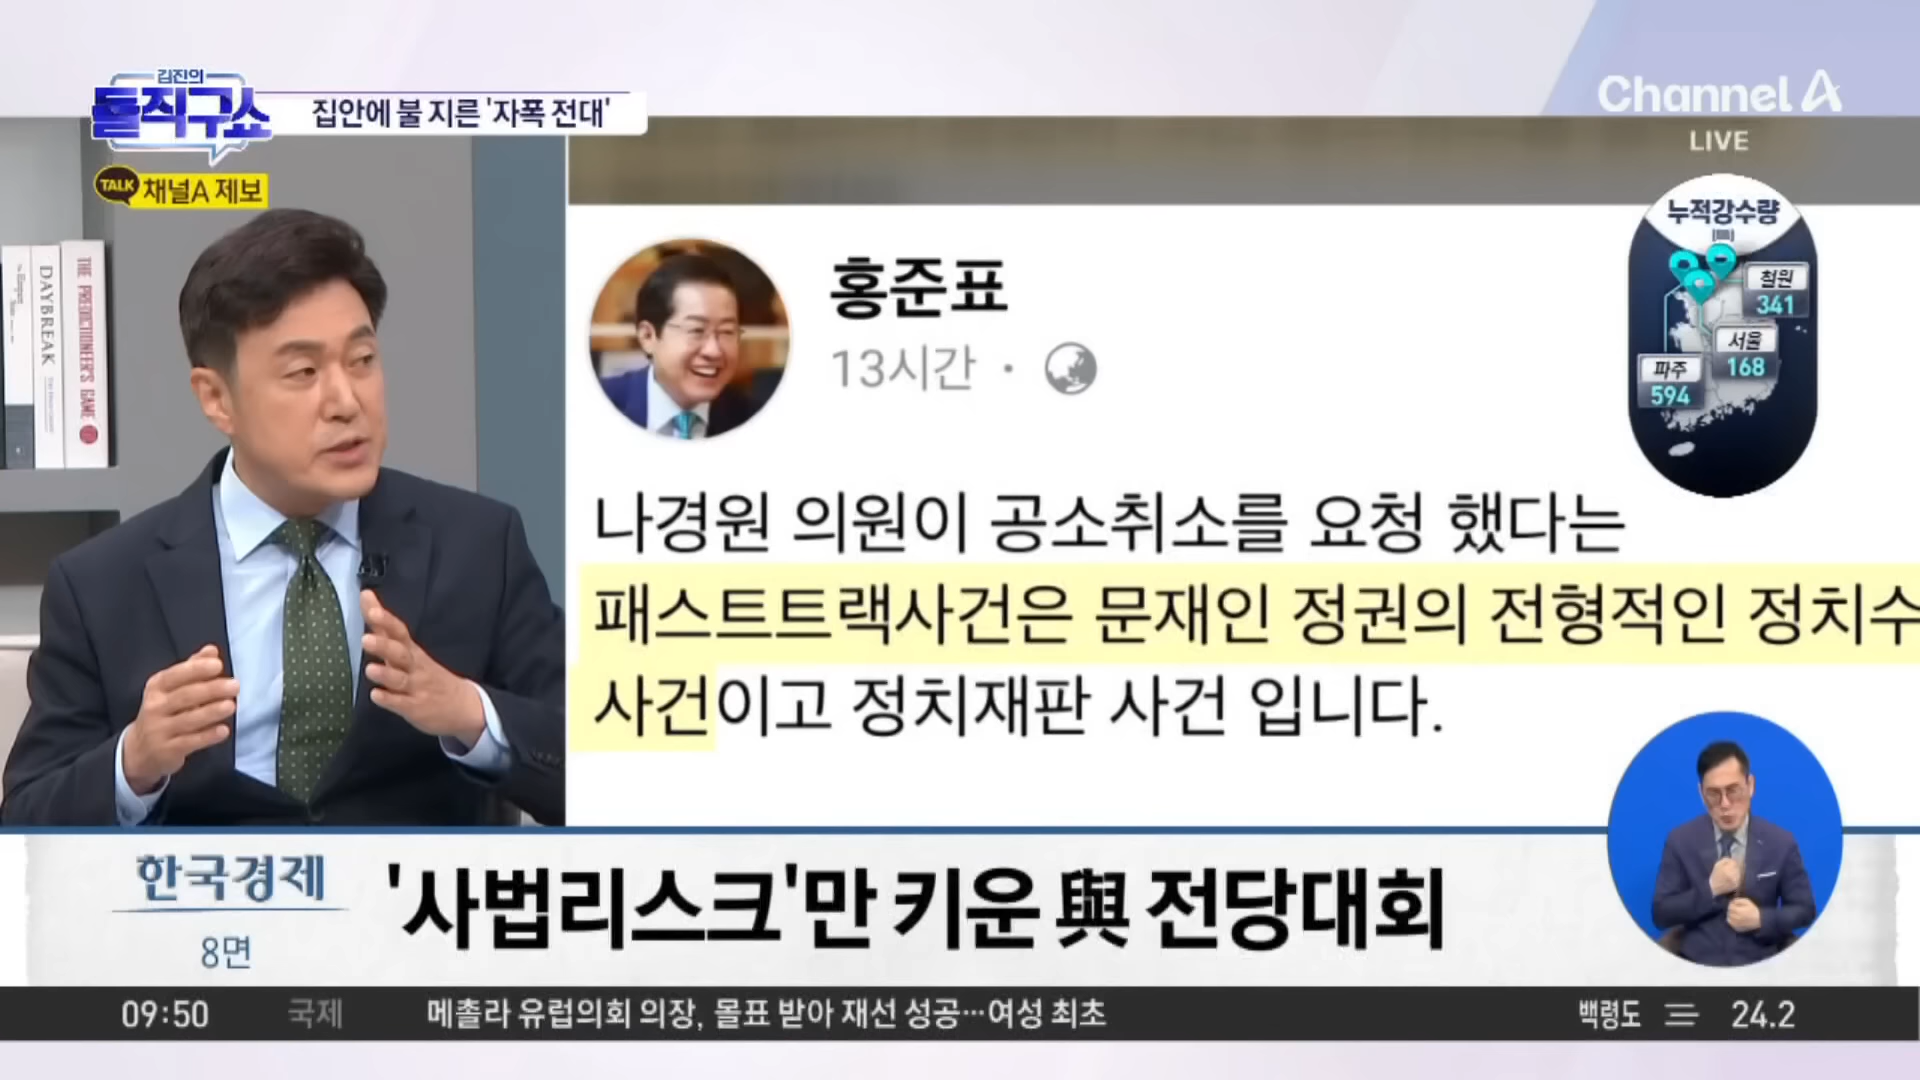 김진의
돌직구쇼
집안에 불 지른 '자폭 전대'
TALK 채널A 제보
Channel A
LIVE
누적강수량
철원
341
서울
168
파주
594
DAYBREAK
THE PREDICTIONEER'S GAME
홍준표
13시간 ·
나경원 의원이 공소취소를 요청 했다는
패스트트랙사건은 문재인 정권의 전형적인 정치수
사건이고 정치재판 사건 입니다.
한국경제
8면
'사법리스크'만 키운 與 전당대회
09:50 국제 메촐라 유럽의회 의장, 몰표 받아 재선 성공…여성 최초
백령도 24.2